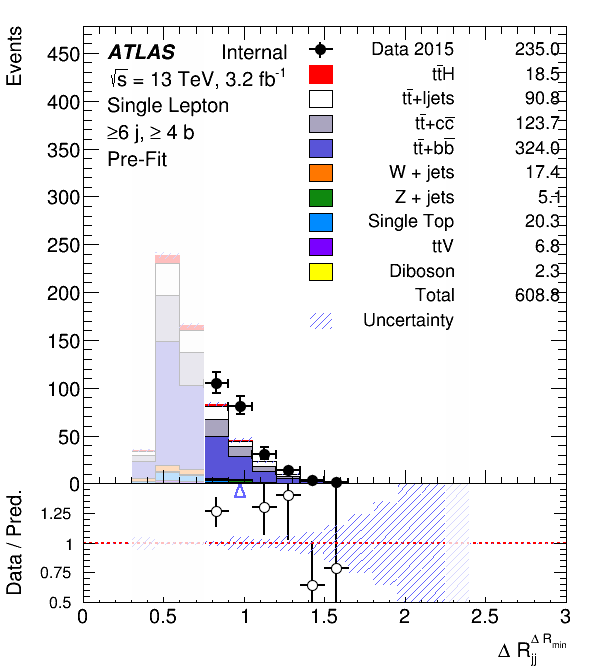 Events
ATLAS Internal
√s = 13 TeV, 3.2 fb⁻¹
Single Lepton
≥6 j, ≥ 4 b
Pre-Fit
Data 2015 235.0
tt̄H 18.5
tt̄+ljets 90.8
tt̄+cc̄ 123.7
tt̄+bb̄ 324.0
W + jets 17.4
Z + jets 5.1
Single Top 20.3
ttV 6.8
Diboson 2.3
Total 608.8
Uncertainty
450
400
350
300
250
200
150
100
50
0
Data / Pred.
1.25
1
0.75
0.5
0 0.5 1 1.5 2 2.5 3
Δ R_jj^Δ R_min